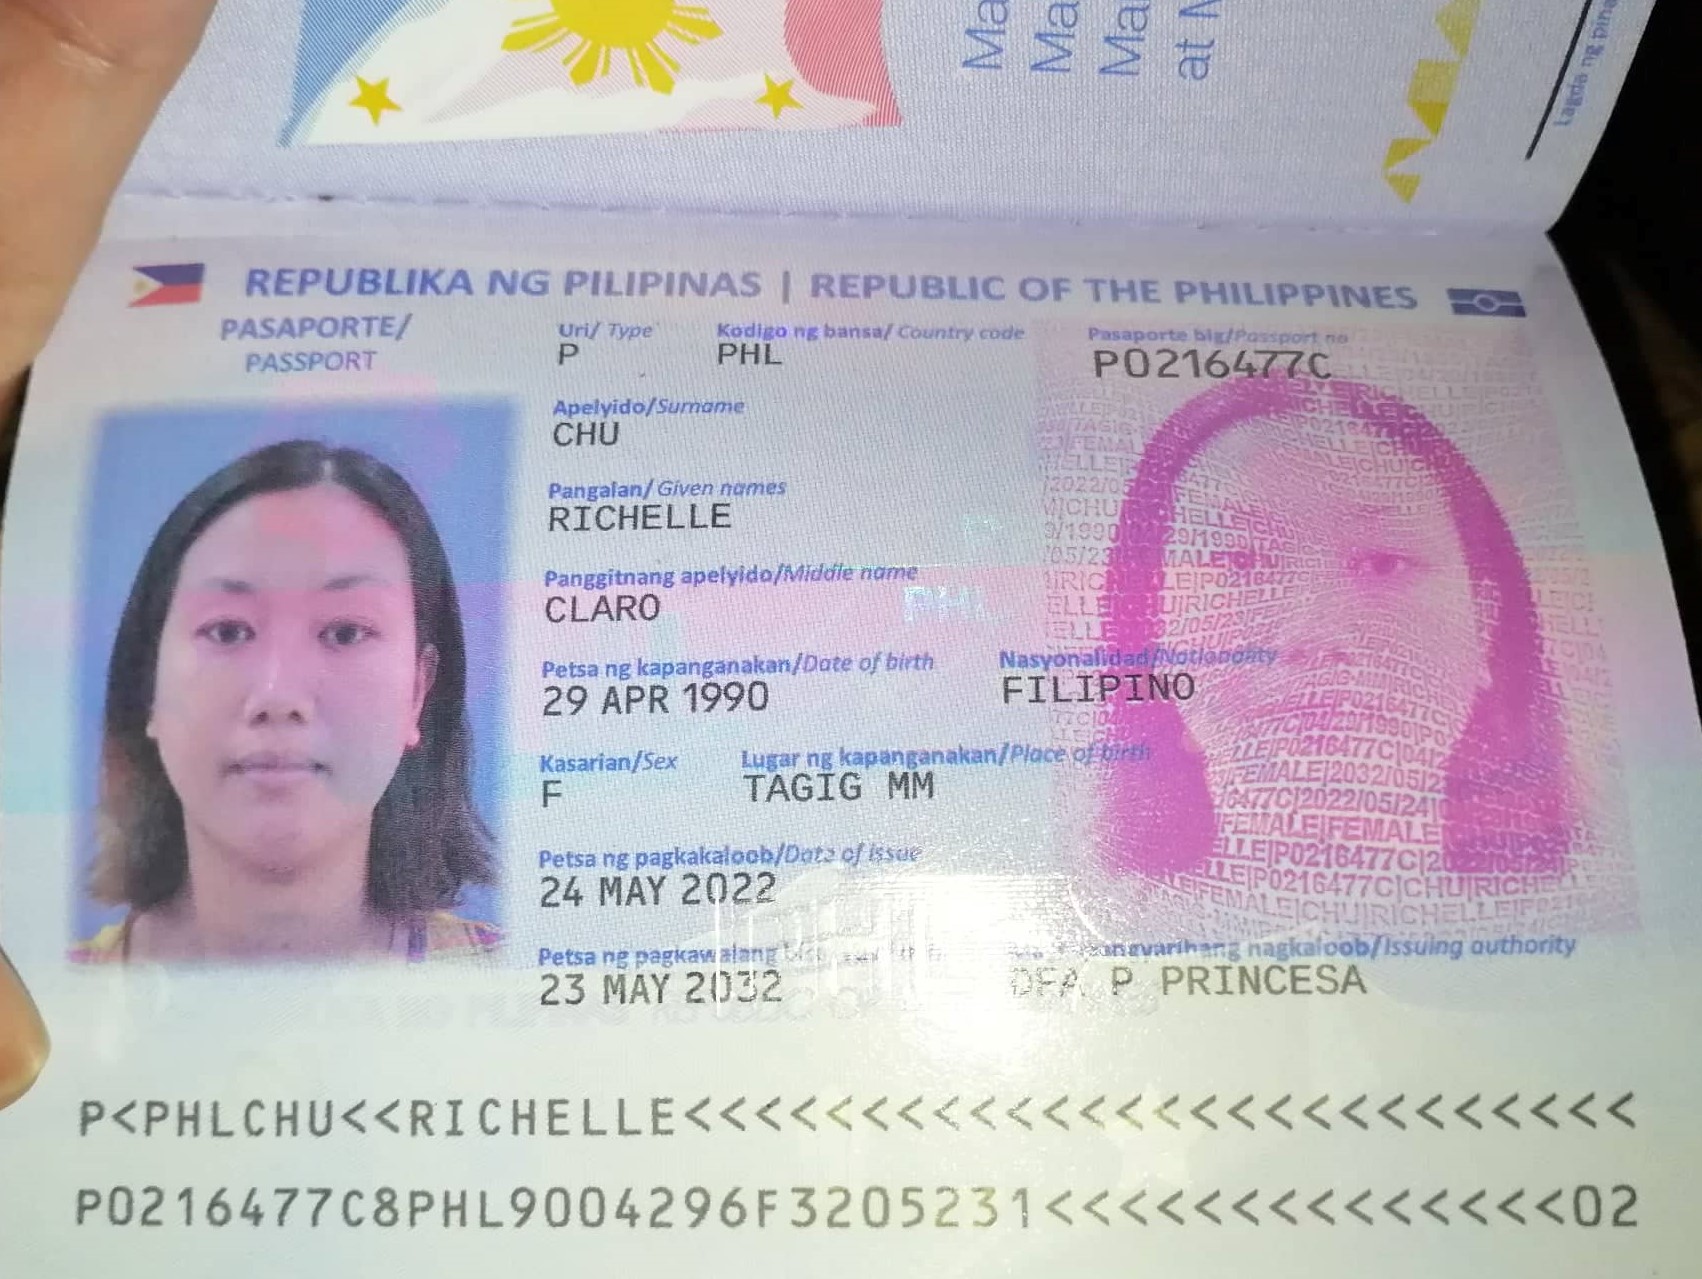 Ma
Ma
Ma
at M
Lagda ng
REPUBLIKA NG PILIPINAS | REPUBLIC OF THE PHILIPPINES
PASAPORTE/
PASSPORT
Uri/ Type
P
Kodigo ng bansa/ Country code
PHL
Pasaporte blg/Passport no
P0216477C
Apelyido/Surname
CHU
Pangalan/ Given names
RICHELLE
Panggitnang apelyido/Middle name
CLARO
Petsa ng kapanganakan/Date of birth
29 APR 1990
Nasyonalidad/Nationality
FILIPINO
Kasarian/Sex
F
Lugar ng kapanganakan/Place of birth
TAGIG MM
Petsa ng pagkakaloob/Date of issue
24 MAY 2022
Petsa ng pagkawalang
23 MAY 2032
nagkaloob/Issuing authority
DFA P PRINCESA
P<PHLCHU<<RICHELLE<<<<<<<<<<<<<<<<<<<<<<<<<<<
P0216477C8PHL9004296F3205231<<<<<<<<<<<<<<02